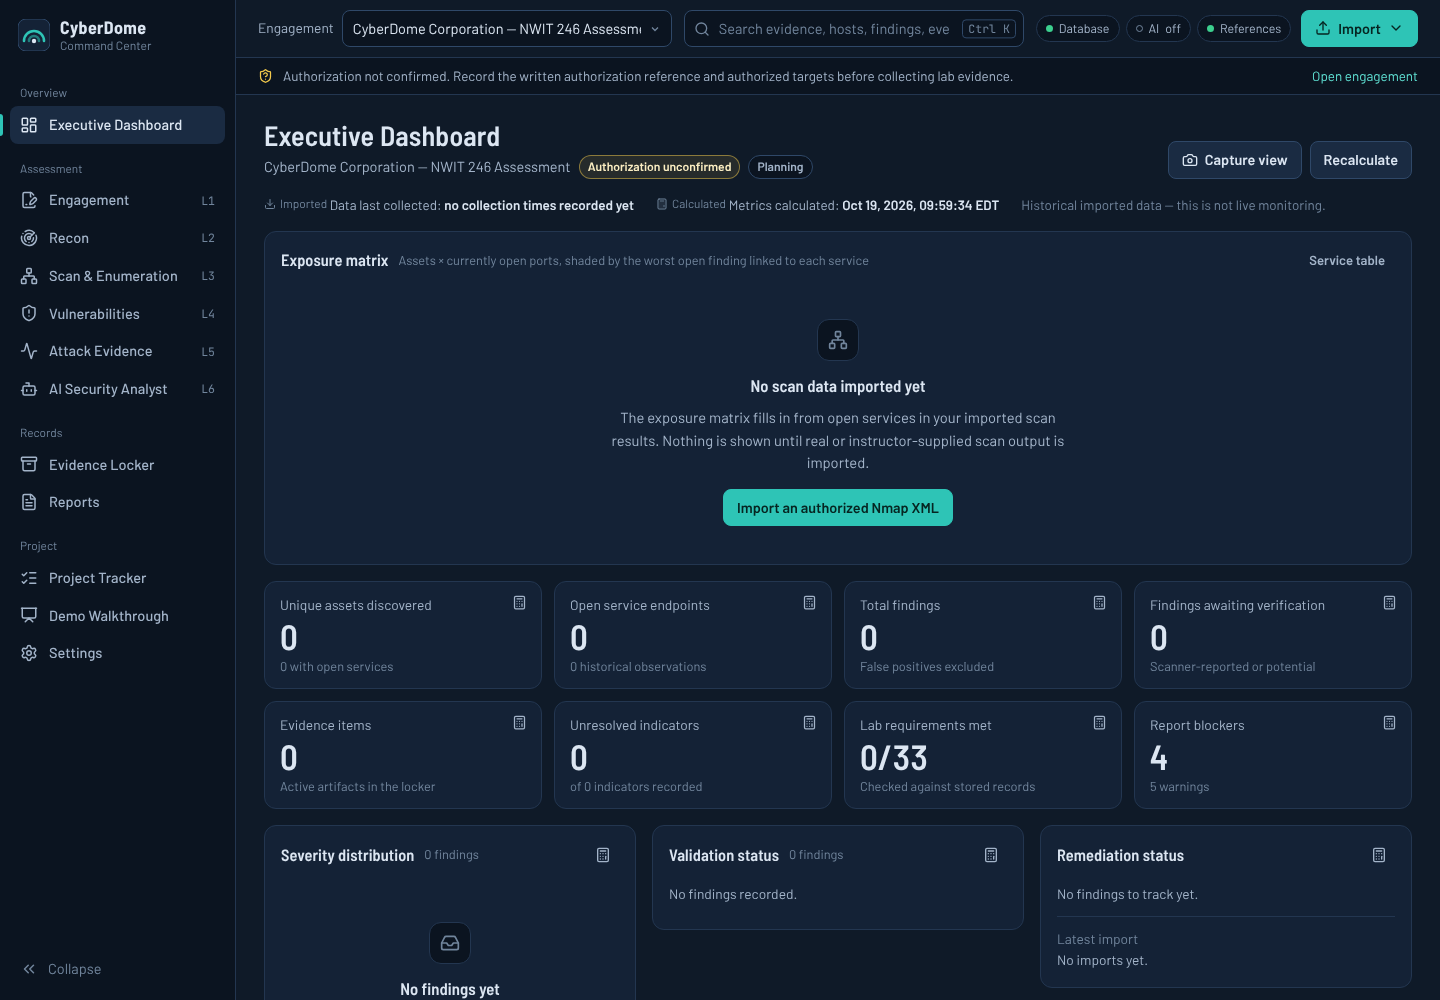 CyberDome
Command Center
Overview
Executive Dashboard
Assessment
Engagement L1
Recon L2
Scan & Enumeration L3
Vulnerabilities L4
Attack Evidence L5
AI Security Analyst L6
Records
Evidence Locker
Reports
Project
Project Tracker
Demo Walkthrough
Settings
Collapse
Engagement CyberDome Corporation — NWIT 246 Assessme Search evidence, hosts, findings, eve Ctrl K Database AI off References Import
Authorization not confirmed. Record the written authorization reference and authorized targets before collecting lab evidence. Open engagement
Executive Dashboard
CyberDome Corporation — NWIT 246 Assessment Authorization unconfirmed Planning
Capture view Recalculate
Imported Data last collected: no collection times recorded yet Calculated Metrics calculated: Oct 19, 2026, 09:59:34 EDT Historical imported data — this is not live monitoring.
Exposure matrix Assets × currently open ports, shaded by the worst open finding linked to each service Service table
No scan data imported yet
The exposure matrix fills in from open services in your imported scan
results. Nothing is shown until real or instructor-supplied scan output is
imported.
Import an authorized Nmap XML
Unique assets discovered
0
0 with open services
Open service endpoints
0
0 historical observations
Total findings
0
False positives excluded
Findings awaiting verification
0
Scanner-reported or potential
Evidence items
0
Active artifacts in the locker
Unresolved indicators
0
of 0 indicators recorded
Lab requirements met
0/33
Checked against stored records
Report blockers
4
5 warnings
Severity distribution 0 findings
No findings yet
Validation status 0 findings
No findings recorded.
Remediation status
No findings to track yet.
Latest import
No imports yet.